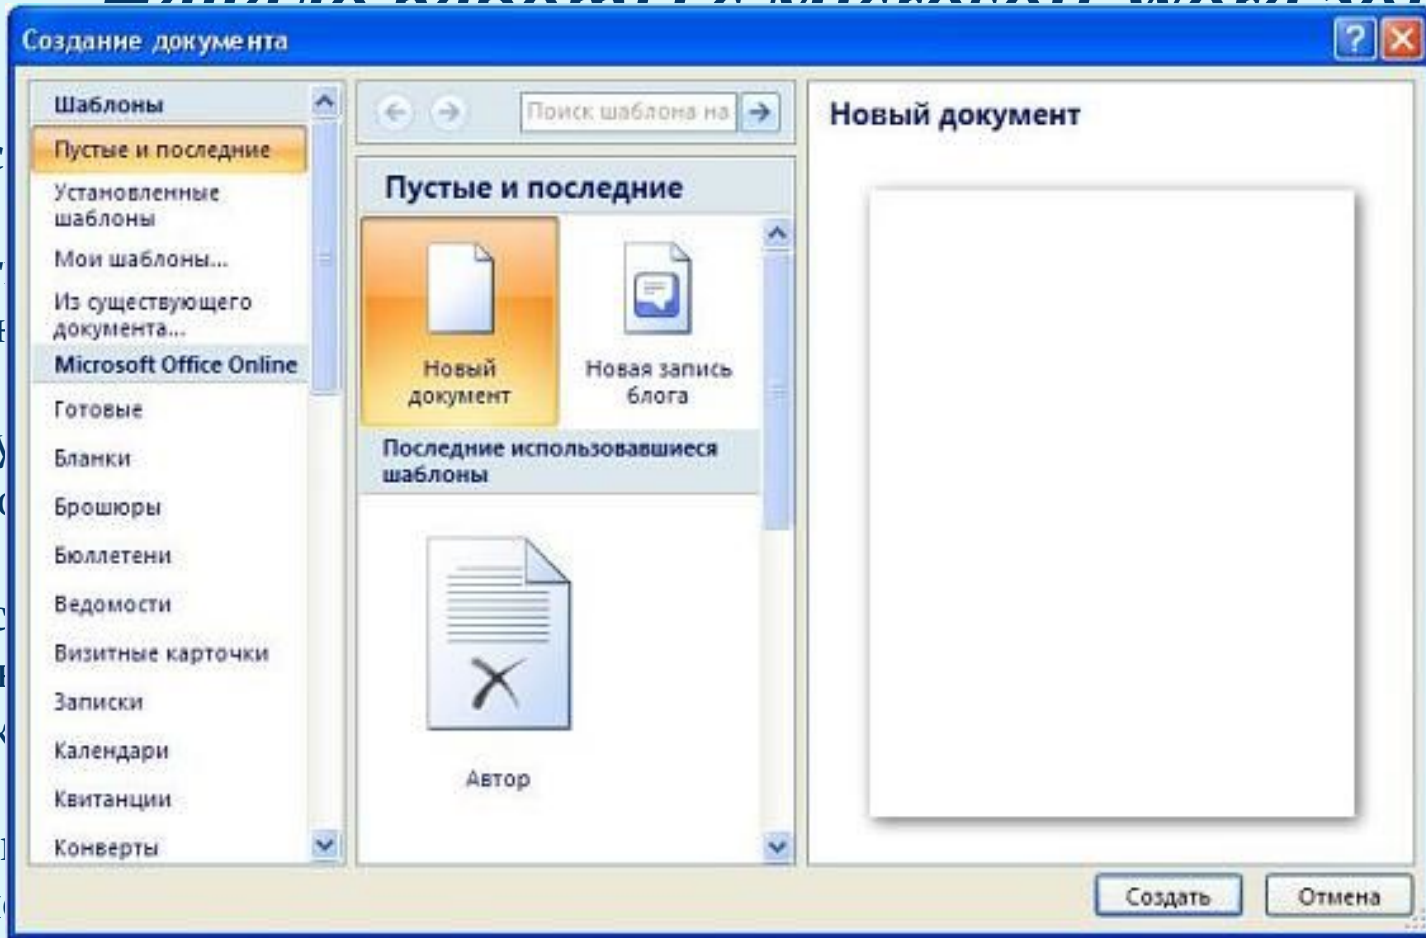 Создание документа
Шаблоны
Пустые и последние
Установленные
шаблоны
Мои шаблоны...
Из существующего
документа...
Microsoft Office Online
Готовые
Бланки
Брошюры
Бюллетени
Ведомости
Визитные карточки
Записки
Календари
Квитанции
Конверты
Поиск шаблона на
Пустые и последние
Новый
документ
Новая запись
блога
Последние использовавшиеся
шаблоны
Автор
Новый документ
Создать
Отмена